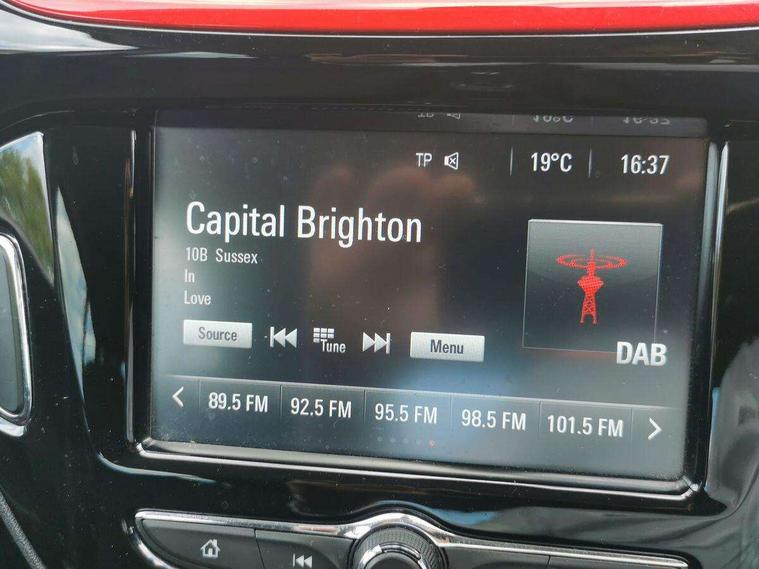 TP 19°C 16:37
Capital Brighton
10B Sussex
In
Love
Source Tune Menu
DAB
89.5 FM 92.5 FM 95.5 FM 98.5 FM 101.5 FM